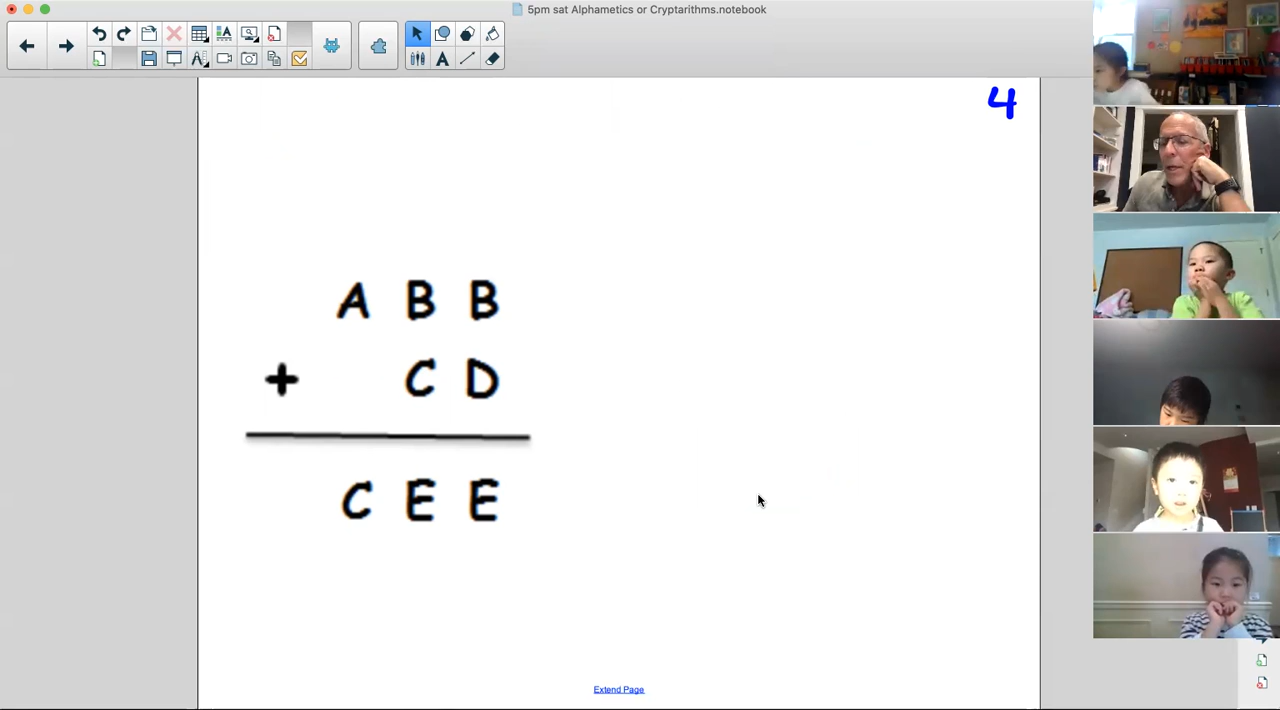 5pm sat Alphametics or Cryptarithms.notebook
4
A B B
+ C D
C E E
Extend Page